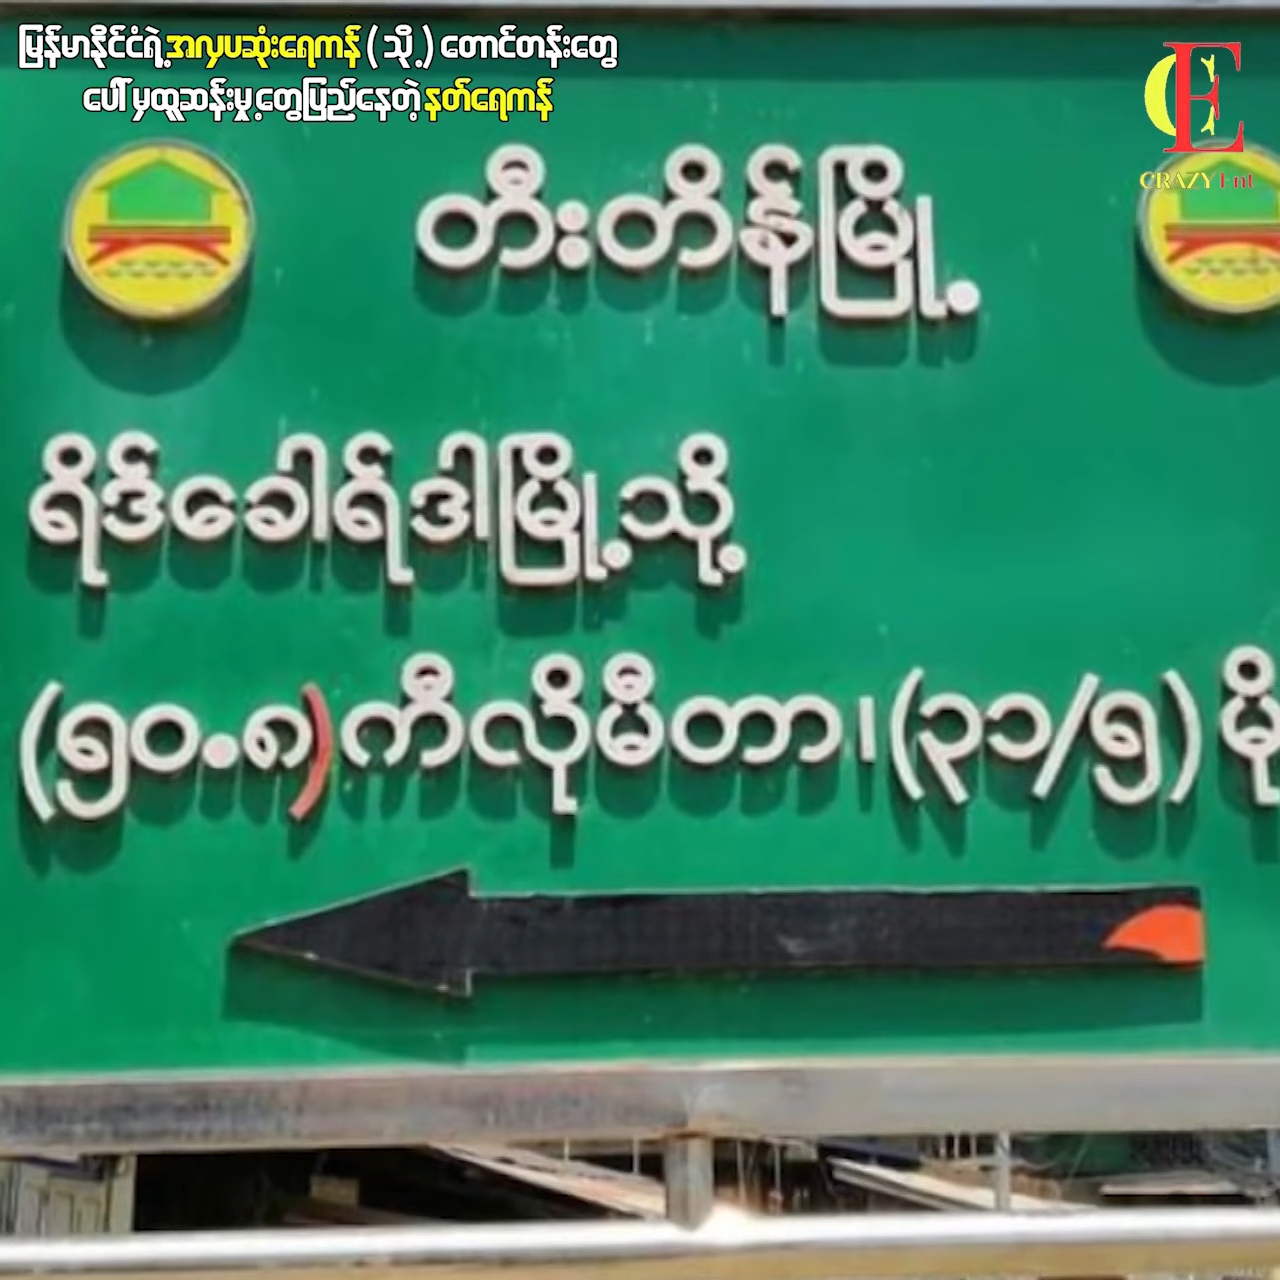 မြန်မာနိုင်ငံရဲ့အလှပဆုံးရေကန် ( သို့ ) တောင်တန်းတွေ
ပေါ်မှထူဆန်းမှု့တွေပြည့်နေတဲ့ နတ်ရေကန်
CE
CRAZY Ent
တီးတိန်မြို့
ရိဒ်ခေါရ်ဒါမြို့သို့
(၅၀.၈)ကီလိုမီတာ၊(၃၁/၅) မို